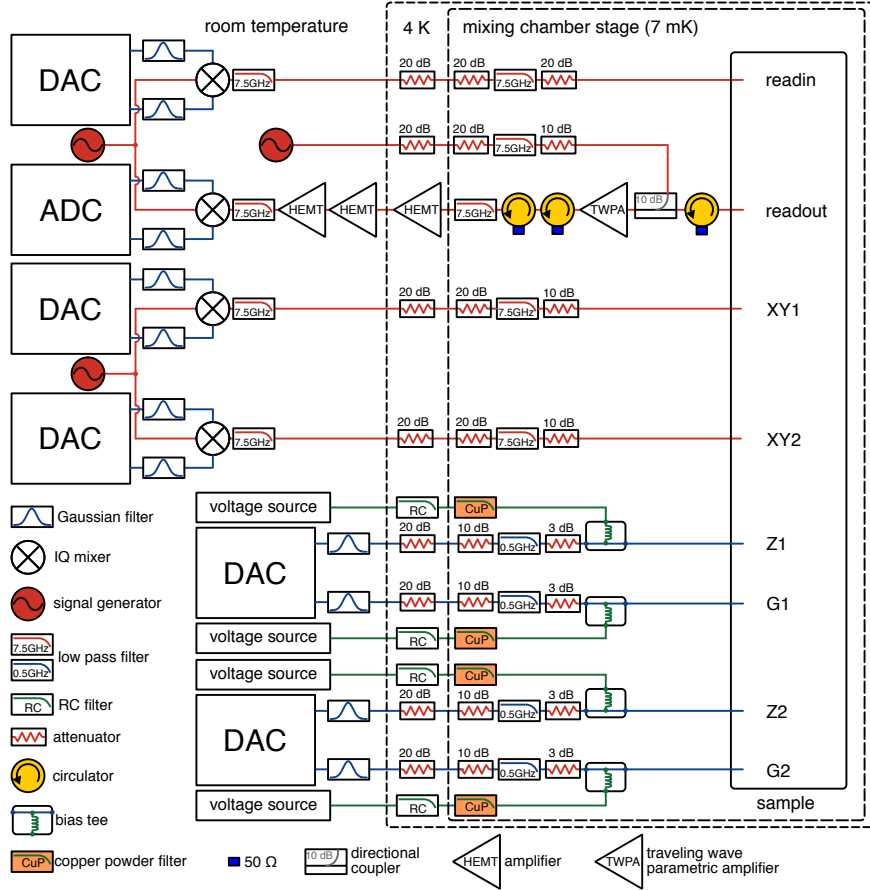 room temperature
4 K
mixing chamber stage (7 mK)
DAC
7.5GHz
20 dB
20 dB
7.5GHz
20 dB
readin
20 dB
20 dB
7.5GHz
10 dB
ADC
7.5GHz
HEMT
HEMT
HEMT
7.5GHz
TWPA
10 dB
readout
DAC
7.5GHz
20 dB
20 dB
7.5GHz
10 dB
XY1
DAC
7.5GHz
20 dB
20 dB
7.5GHz
10 dB
XY2
voltage source
RC
CuP
DAC
20 dB
10 dB
0.5GHz
3 dB
Z1
20 dB
10 dB
0.5GHz
3 dB
G1
voltage source
RC
CuP
voltage source
RC
CuP
DAC
20 dB
10 dB
0.5GHz
3 dB
Z2
20 dB
10 dB
0.5GHz
3 dB
G2
voltage source
RC
CuP
sample
Gaussian filter
IQ mixer
signal generator
7.5GHz
0.5GHz
low pass filter
RC
RC filter
attenuator
circulator
bias tee
CuP
copper powder filter
50 Ω
10 dB
directional
coupler
HEMT
amplifier
TWPA
traveling wave
parametric amplifier